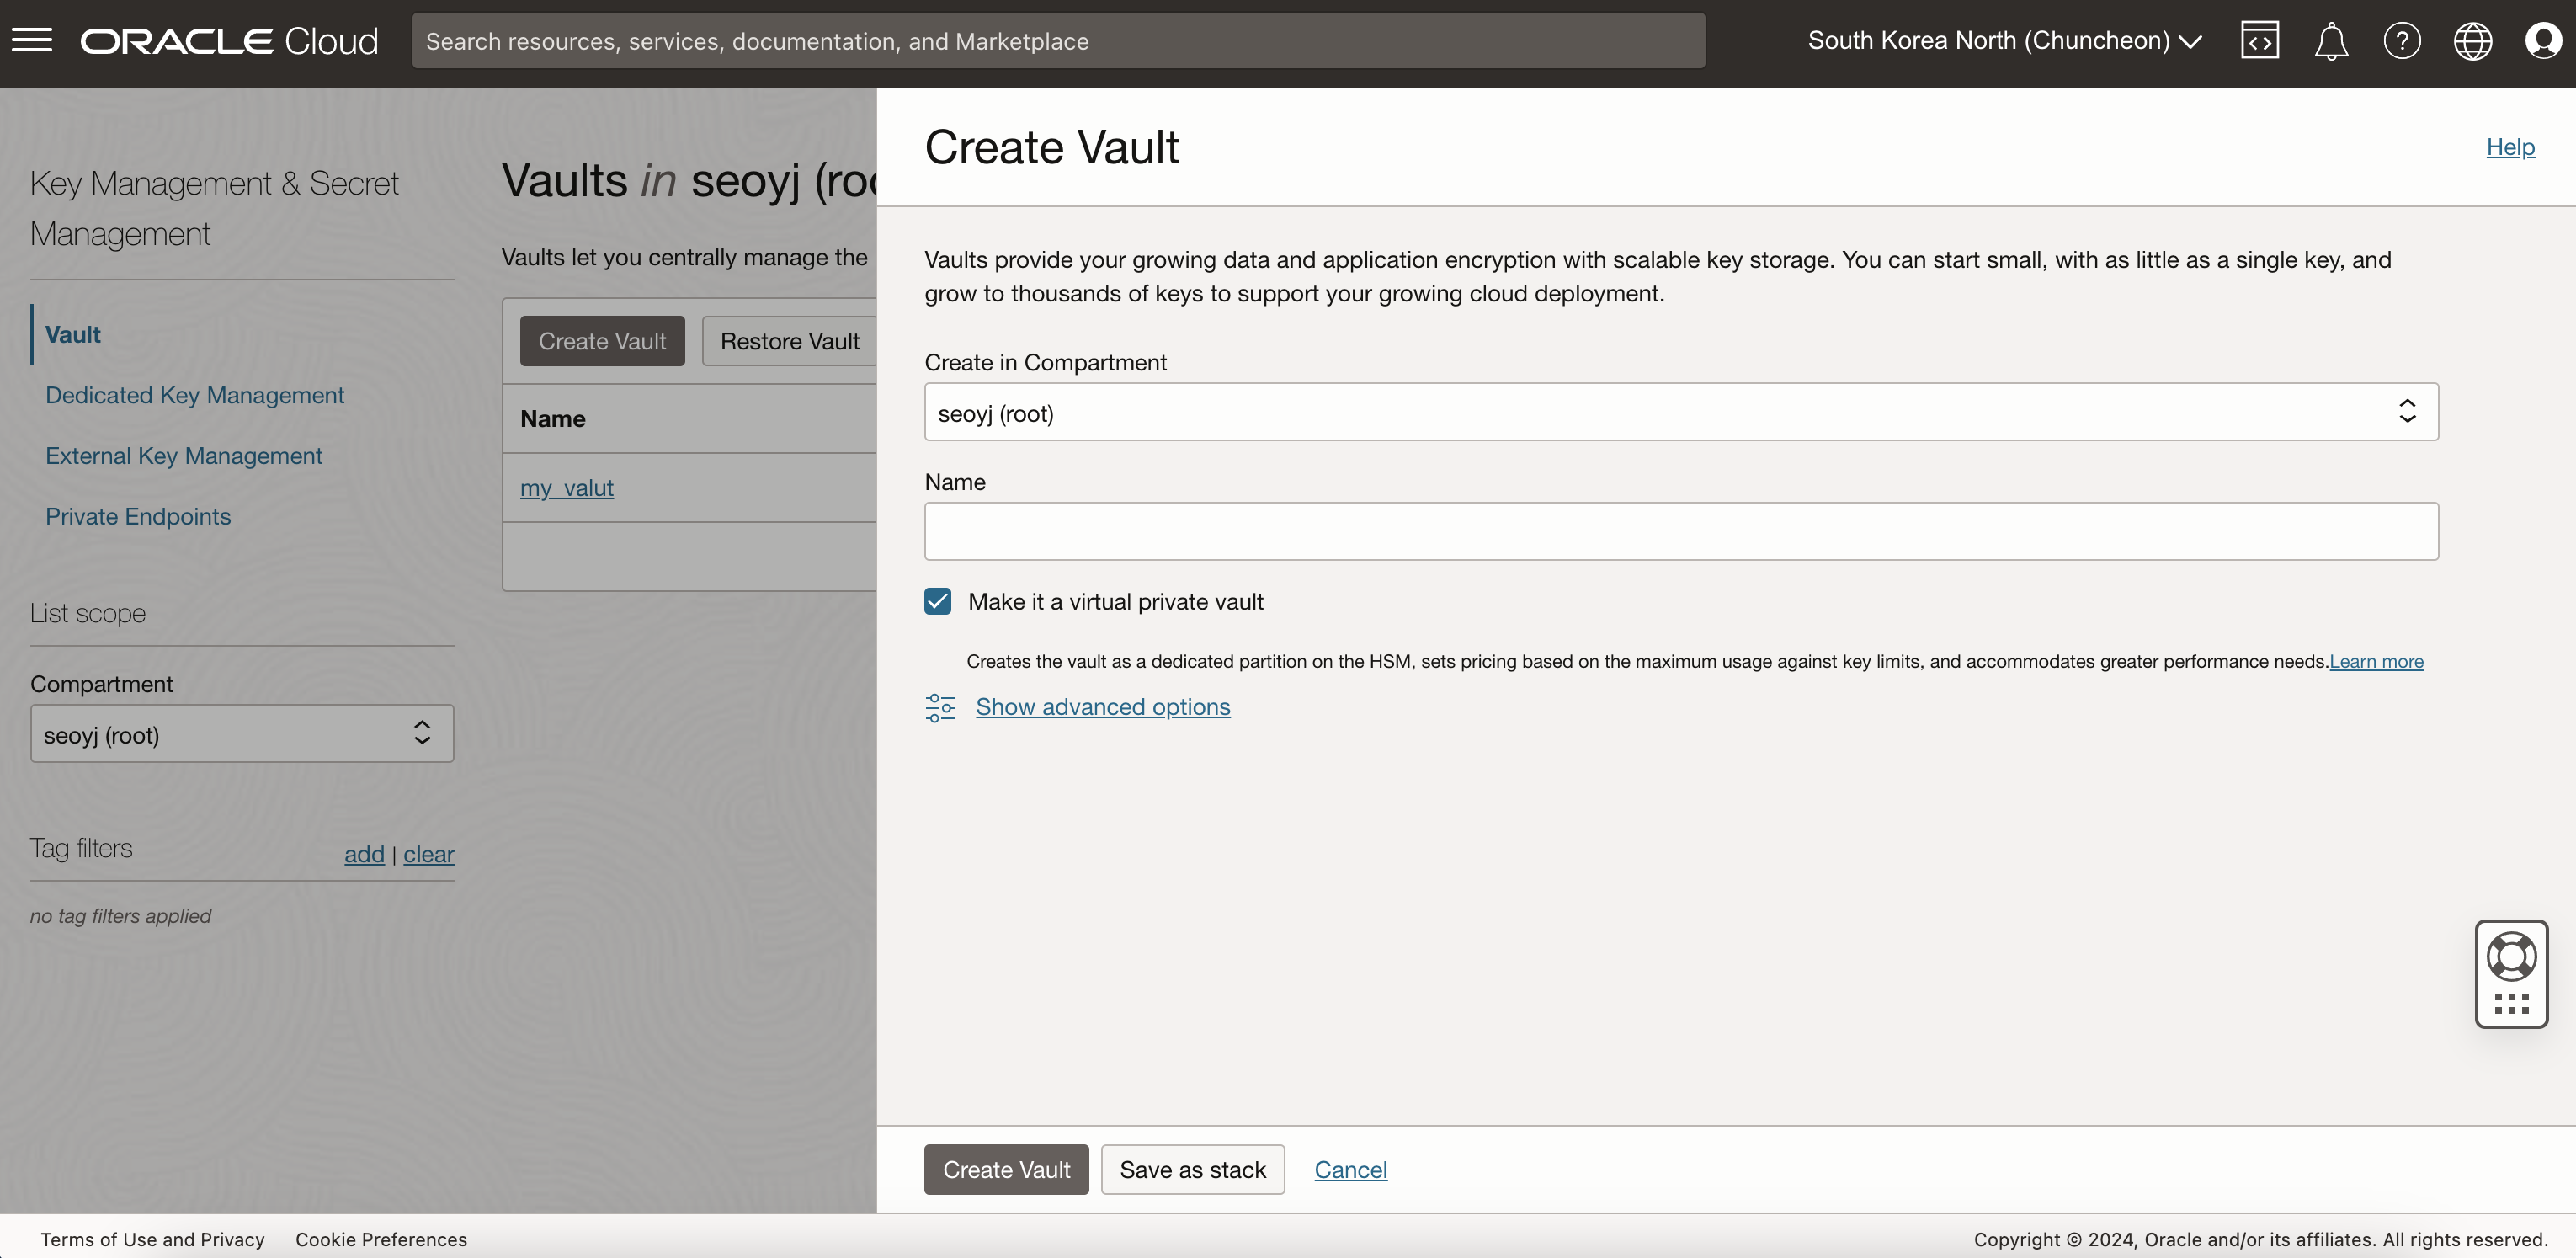 ORACLE Cloud
Search resources, services, documentation, and Marketplace
South Korea North (Chuncheon)
Key Management & Secret
Management
Vault
Dedicated Key Management
External Key Management
Private Endpoints
List scope
Compartment
seoyj (root)
Tag filters
add | clear
no tag filters applied
Vaults in seoyj (roo
Vaults let you centrally manage the
Create Vault
Restore Vault
Name
my_valut
Create Vault
Help
Vaults provide your growing data and application encryption with scalable key storage. You can start small, with as little as a single key, and
grow to thousands of keys to support your growing cloud deployment.
Create in Compartment
seoyj (root)
Name
Make it a virtual private vault
Creates the vault as a dedicated partition on the HSM, sets pricing based on the maximum usage against key limits, and accommodates greater performance needs.Learn more
Show advanced options
Create Vault
Save as stack
Cancel
Terms of Use and Privacy
Cookie Preferences
Copyright © 2024, Oracle and/or its affiliates. All rights reserved.